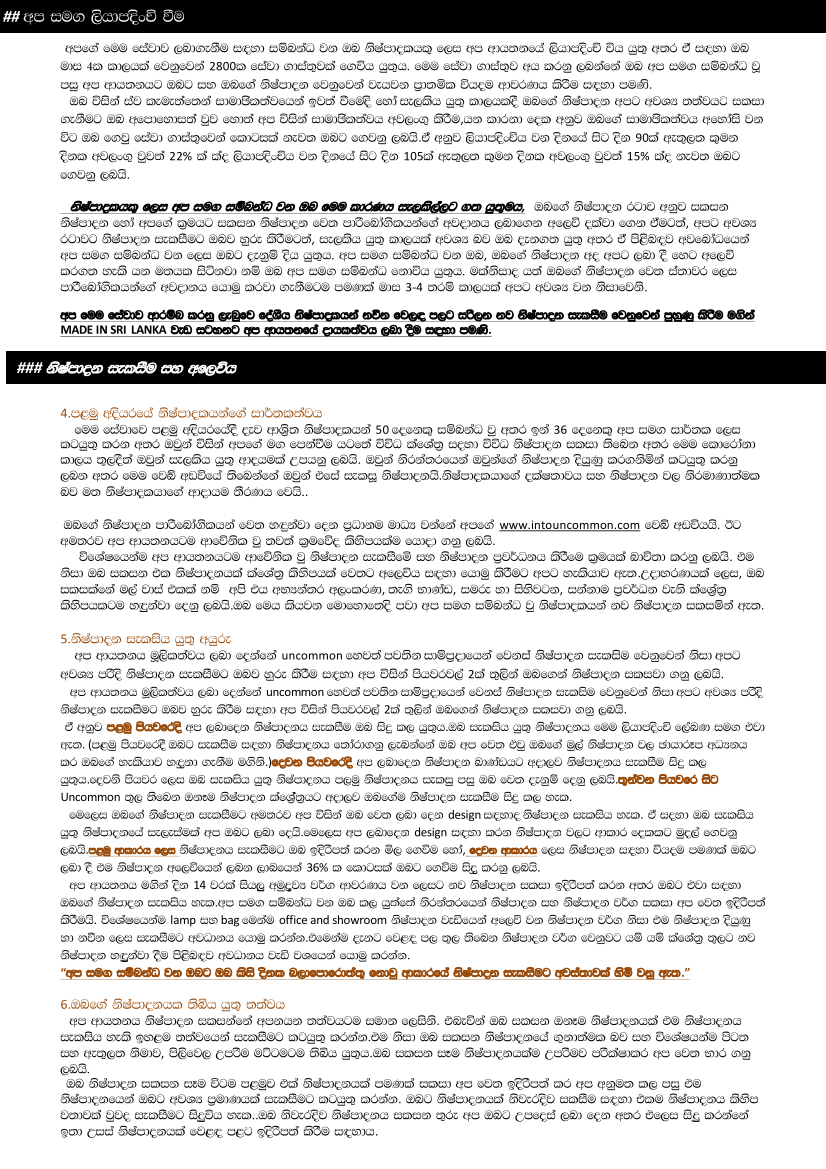 ## අප සමග ලියාපදිංචි වීම
අපගේ මෙම සේවාව ලබාගැනීම සඳහා සම්බන්ධ වන ඔබ නිෂ්පාදකයකු ලෙස අප ආයතනයේ ලියාපදිංචි විය යුතු අතර ඒ සඳහා ඔබ
මාස 4ක කාලයක් වෙනුවෙන් 2800ක සේවා ගාස්තුවක් ගෙවිය යුතුය. මෙම සේවා ගාස්තුව අය කරනු ලබන්නේ ඔබ අප සමග සම්බන්ධ වූ
පසු අප ආයතනයට ඔබට සහ ඔබගේ නිෂ්පාදන වෙනුවෙන් වැයවන ප්‍රාතමික වියදම ආවරණය කිරීම සඳහා පමණි.
ඔබ විසින් ස්ව කැමැත්තෙන් සාමාජිකත්වයෙන් ඉවත් වීමේදි හෝ සැලකිය යුතු කාලයකදී ඔබගේ නිෂ්පාදන අපට අවශ්‍ය තත්වයට සකසා
ගැනීමට ඔබ අපොහොසත් වුව හොත් අප විසින් සාමාජිකත්වය අවලංගු කිරීම,යන කාරනා දෙක අනුව ඔබගේ සාමාජිකත්වය අහෝසි වන
විට ඔබ ගෙවු සේවා ගාස්තුවෙන් කොටසක් නැවත ඔබට ගෙවනු ලබයි.ඒ අනුව ලියාපදිංචිය වන දිනයේ සිට දින 90ක් ඇතුලත කුමන
දිනක අවලංගු වුවත් 22% ක් ක්ද ලියාපදිංචිය වන දිනයේ සිට දින 105ක් ඇතුලත කුමන දිනක අවලංගු වුවත් 15% ක්ද නැවත ඔබට
ගෙවනු ලබයි.
නිෂ්පාදකයකු ලෙස අප සමග සම්බන්ධ වන ඔබ මෙම කාරණය සැලකිල්ලට ගත යුතුමය, ඔබගේ නිෂ්පාදන රටාව අනුව සකසන
නිෂ්පාදන හෝ අපගේ ක්‍රමයට සකසන නිෂ්පාදන වෙත පාරිබෝගිකයන්ගේ අවදානය ලබාගෙන අලෙවි දක්වා ගෙන ඒමටත්, අපට අවශ්‍ය
රටාවට නිෂ්පාදන සැකසීමට ඔබව හුරු කිරීමටත්, සැලකිය යුතු කාලයක් අවශ්‍ය බව ඔබ දැනගත යුතු අතර ඒ පිළිබඳව අවබෝධයෙන්
අප සමග සම්බන්ධ වන ලෙස ඔබට දැනුම් දිය යුතුය. අප සමග සම්බන්ධ වන ඔබ, ඔබගේ නිෂ්පාදන අද අපට ලබා දී හෙට අලෙවි
කරගත හැකි යන මතයක සිටිනවා නම් ඔබ අප සමග සම්බන්ධ නොවිය යුතුය. මක්නිසාද යත් ඔබගේ නිෂ්පාදන වෙත ස්තාවර ලෙස
පාරිබෝගිකයන්ගේ අවදානය යොමු කරවා ගැනීමටම පමණක් මාස 3-4 තරම් කාලයක් අපට අවශ්‍ය වන නිසාවෙනි.
අප මෙම සේවාව ආරම්බ කරනු ලැබුවෙ දේශීය නිෂ්පාදකයන් නවින වෙලද පලට සරිලන නව නිෂ්පාදන සැකසීම වෙනුවෙන් පුහුණු කිරීම මගින්
MADE IN SRI LANKA වැඩ සටහනට අප ආයතනයේ දායකත්වය ලබා දීම සඳහා පමණි.
### නිෂ්පාදන සැකසීම සහ අලෙවිය
4.පළමු අදියරයේ නිෂ්පාදකයන්ගේ සාර්තකත්වය
මෙම සේවාවෙ පළමු අදියරයේදී දැව ආශ්‍රිත නිෂ්පාදකයන් 50 දෙනෙකු සම්බන්ධ වු අතර ඉන් 36 දෙනෙකු අප සමග සාර්තක ලෙස
කටයුතු කරන අතර ඔවුන් විසින් අපගේ මග පෙන්වීම යටතේ විවිධ ක්ශේත්‍ර සදහා විවිධ නිෂ්පාදන සකසා තිබෙන අතර මෙම කොරෝනා
කාලය තුලදීත් ඔවුන් සැලකිය යුතු ආදායමක් උපයනු ලබයි. ඔවුන් නිරන්තරයෙන් ඔවුන්ගේ නිෂ්පාදන දියුණු කරගනිමින් කටයුතු කරනු
ලබන අතර මෙම වෙබ් අඩවියේ තිබෙන්නේ ඔවුන් එසේ සැකසූ නිෂ්පාදනයි.නිෂ්පාදකයාගේ දක්ෂතාවය සහ නිෂ්පාදන වල නිරමාණාත්මක
බව මත නිෂ්පාදකයාගේ ආදායම තීරණය වෙයි..
ඔබගේ නිෂ්පාදන පාරිබෝගිකයන් වෙත හඳුන්වා දෙන ප්‍රධානම මාධ්‍ය වන්නේ අපගේ www.intouncommon.com වෙබ් අඩවියයි. ඊට
අමතරව අප ආයතනයටම ආවේනික වු තවත් ක්‍රමවේද කිහිපයක්ම යොදා ගනු ලබයි.
විශේෂයෙන්ම අප ආයතනයටම ආවේනික වු නිෂ්පාදන සැකසීමේ සහ නිෂ්පාදන ප්‍රවර්ධනය කිරීමෙ ක්‍රමයක් බාවිතා කරනු ලබයි. එම
නිසා ඔබ සකසන එක නිෂ්පාදනයක් ක්ශේත්‍ර කිහිපයක් වෙතට අලෙවිය සඳහා යොමු කිරීමට අපට හැකියාව ඇත.උදාහරණයක් ලෙස, ඔබ
සකසන්නේ මල් වාස් එකක් නම් අපි එය අභ්‍යන්තර අලංකරණ, තෑගි භාණ්ඩ, සමරු හා සිහිවටන, සන්නාම ප්‍රවර්ධන වැනි ක්ශේත්‍ර
කිහිපයකටම හඳුන්වා දෙනු ලබයි.ඔබ මෙය කියවන මොහොතෙදි පවා අප සමග සම්බන්ධ වු නිෂ්පාදකයන් නව නිෂ්පාදන සකසමින් ඇත.
5.නිෂ්පාදන සැකසිය යුතු අයුරු
අප ආයතනය මූලිකත්වය ලබා දෙන්නේ uncommon හෙවත් පවතින සාම්ප්‍රදායෙන් වෙනස් නිෂ්පාදන සැකසිම වෙනුවෙන් නිසා අපට
අවශ්‍ය පරිදි නිෂ්පාදන සැකසීමට ඔබව හුරු කිරීම සඳහා අප විසින් පියවරවල් 2ක් තුලින් ඔබගෙන් නිෂ්පාදන සකසවා ගනු ලබයි.
අප ආයතනය මූලිකත්වය ලබා දෙන්නේ uncommon හෙවත් පවතින සාම්ප්‍රදායෙන් වෙනස් නිෂ්පාදන සැකසිම වෙනුවෙන් නිසා අපට අවශ්‍ය පරිදි
නිෂ්පාදන සැකසීමට ඔබව හුරු කිරීම සඳහා අප විසින් පියවරවල් 2ක් තුලින් ඔබගෙන් නිෂ්පාදන සකසවා ගනු ලබයි.
ඒ අනුව පළමු පියවරෙදි අප ලබාදෙන නිෂ්පාදනය සැකසීම ඔබ සිදු කල යුතුය.ඔබ සැකසිය යුතු නිෂ්පාදනය මෙම ලියාපදිංචි ලේඛණ සමග එවා
ඇත. (පළමු පියවරේදී ඔබට සැකසීම සඳහා නිෂ්පාදනය තෝරාගනු ලැබන්නේ ඔබ අප වෙත එවූ ඔබගේ මුල් නිෂ්පාදන වල ඡායාරූප අධ්‍යනය
කර ඔබගේ හැකියාව හඳුනා ගැනීම මගිනි.)දෙවන පියවරේදි අප ලබාදෙන නිෂ්පාදන ඛාණ්ඩයට අදාලව නිෂ්පාදනය සැකසීම සිදු කල
යුතුය.දෙවනි පියවර ලෙස ඔබ සැකසිය යුතු නිෂ්පාදනය පලමු නිෂ්පාදනය සැකසූ පසු ඔබ වෙත දැනුම් දෙනු ලබයි.තුන්වන පියවරෙ සිට
Uncommon තුල තිබෙන ඕනෑම නිෂ්පාදන ක්ශේත්‍රයට අදාලව ඔබගේම නිෂ්පාදන සැකසීම සිදු කල හැක.
මෙලෙස ඔබගේ නිෂ්පාදන සැකසීමට අමතරව අප විසින් ඔබ වෙත ලබා දෙන design සඳහාද නිෂ්පාදන සැකසිය හැක. ඒ සඳහා ඔබ සැකසිය
යුතු නිෂ්පාදනයේ සැලැස්මක් අප ඔබට ලබා දෙයි.මෙලෙස අප ලබාදෙන design සඳහා කරන නිෂ්පාදන වලට ආකාර දෙකකට මුදල් ගෙවනු
ලබයි.පළමු ආකාරය ලෙස නිෂ්පාදනය සැකසීමට ඔබ ඉදිරිපත් කරන මිල ගෙවීම හෝ, දෙවන ආකාරය ලෙස නිෂ්පාදන සඳහා වියදම පමණක් ඔබට
ලබා දී එම නිෂ්පාදන අලෙවියෙන් ලබන ලාබයෙන් 36% ක කොටසක් ඔබට ගෙවීම සිදු කරනු ලබයි.
අප ආයතනය මගින් දින 14 වරක් සියලු අමුද්‍රව්‍ය වර්ග ආවරණය වන ලෙසට නව නිෂ්පාදන සකසා ඉදිරිපත් කරන අතර ඔබට එවා සඳහා
ඔබගේ නිෂ්පාදන සැකසිය හැක.අප සමග සම්බන්ධ වන ඔබ කල යුත්තේ නිරන්තරයෙන් නිෂ්පාදන සහ නිෂ්පාදන වර්ග සකසා අප වෙත ඉදිරිපත්
කිරීමයි. විශේෂයෙන්ම lamp සහ bag මෙන්ම office and showroom නිෂ්පාදන වැඩියෙන් අලෙවි වන නිෂ්පාදන වර්ග නිසා එම නිෂ්පාදන දියුණු
හා නවීන ලෙස සැකසීමට අවධානය යොමු කරන්න.එමෙන්ම දැනට වෙළඳ පල තුල තිබෙන නිෂ්පාදන වර්ග වෙනුවට යම් යම් ක්ශේත්‍ර තුලට නව
නිෂ්පාදන හඳුන්වා දීම පිළිබඳව අවධානය වැඩි වශයෙන් යොමු කරන්න.
“අප සමග සම්බන්ධ වන ඔබට ඔබ කිසි දිනක බලාපොරොත්තු නොවු ආකාරයේ නිෂ්පාදන සැකසීමට අවස්තාවක් හිමි වනු ඇත.”
6.ඔබගේ නිෂ්පාදනයක තිබිය යුතු තත්වය
අප ආයතනය නිෂ්පාදන සකසන්නේ අපනයන තත්වයටම සමාන ලෙසිනි. එබැවින් ඔබ සකසන ඕනෑම නිෂ්පාදනයක් එම නිෂ්පාදනය
සැකසිය හැකි ඉහළම තත්වයෙන් සැකසීමට කටයුතු කරන්න.එම නිසා ඔබ සකසන නිෂ්පාදනයේ ගුනාත්මක බව සහ විශේෂයන්ම පිටත
සහ ඇතුලත නිමාව, පිලිවෙල උපරිම මට්ටමටම තිබිය යුතුය.ඔබ සකසන සෑම නිෂ්පාදනයක්ම උපරිමව පරීක්ෂාකර අප වෙත භාර ගනු
ලබයි.
ඔබ නිෂ්පාදන සකසන සෑම විටම පළමුව එක් නිෂ්පාදනයක් පමණක් සකසා අප වෙත ඉදිරිපත් කර අප අනුමත කල පසු එම
නිෂ්පාදනයෙන් ඔබට අවශ්‍ය ප්‍රමාණයක් සැකසීමට කටයුතු කරන්න. ඔබට නිෂ්පාදනයක් නිවැරදිව සකසීම සඳහා එකම නිෂ්පාදනය කිහිප
වතාවක් වුවද සැකසීමට සිදුවිය හැක..ඔබ නිවැරදිව නිෂ්පාදනය සකසන තුරු අප ඔබට උපදෙස් ලබා දෙන අතර එලෙස සිදු කරන්නේ
ඉතා උසස් නිෂ්පාදනයක් වෙළඳ පළට ඉදිරිපත් කිරීම සඳහාය.